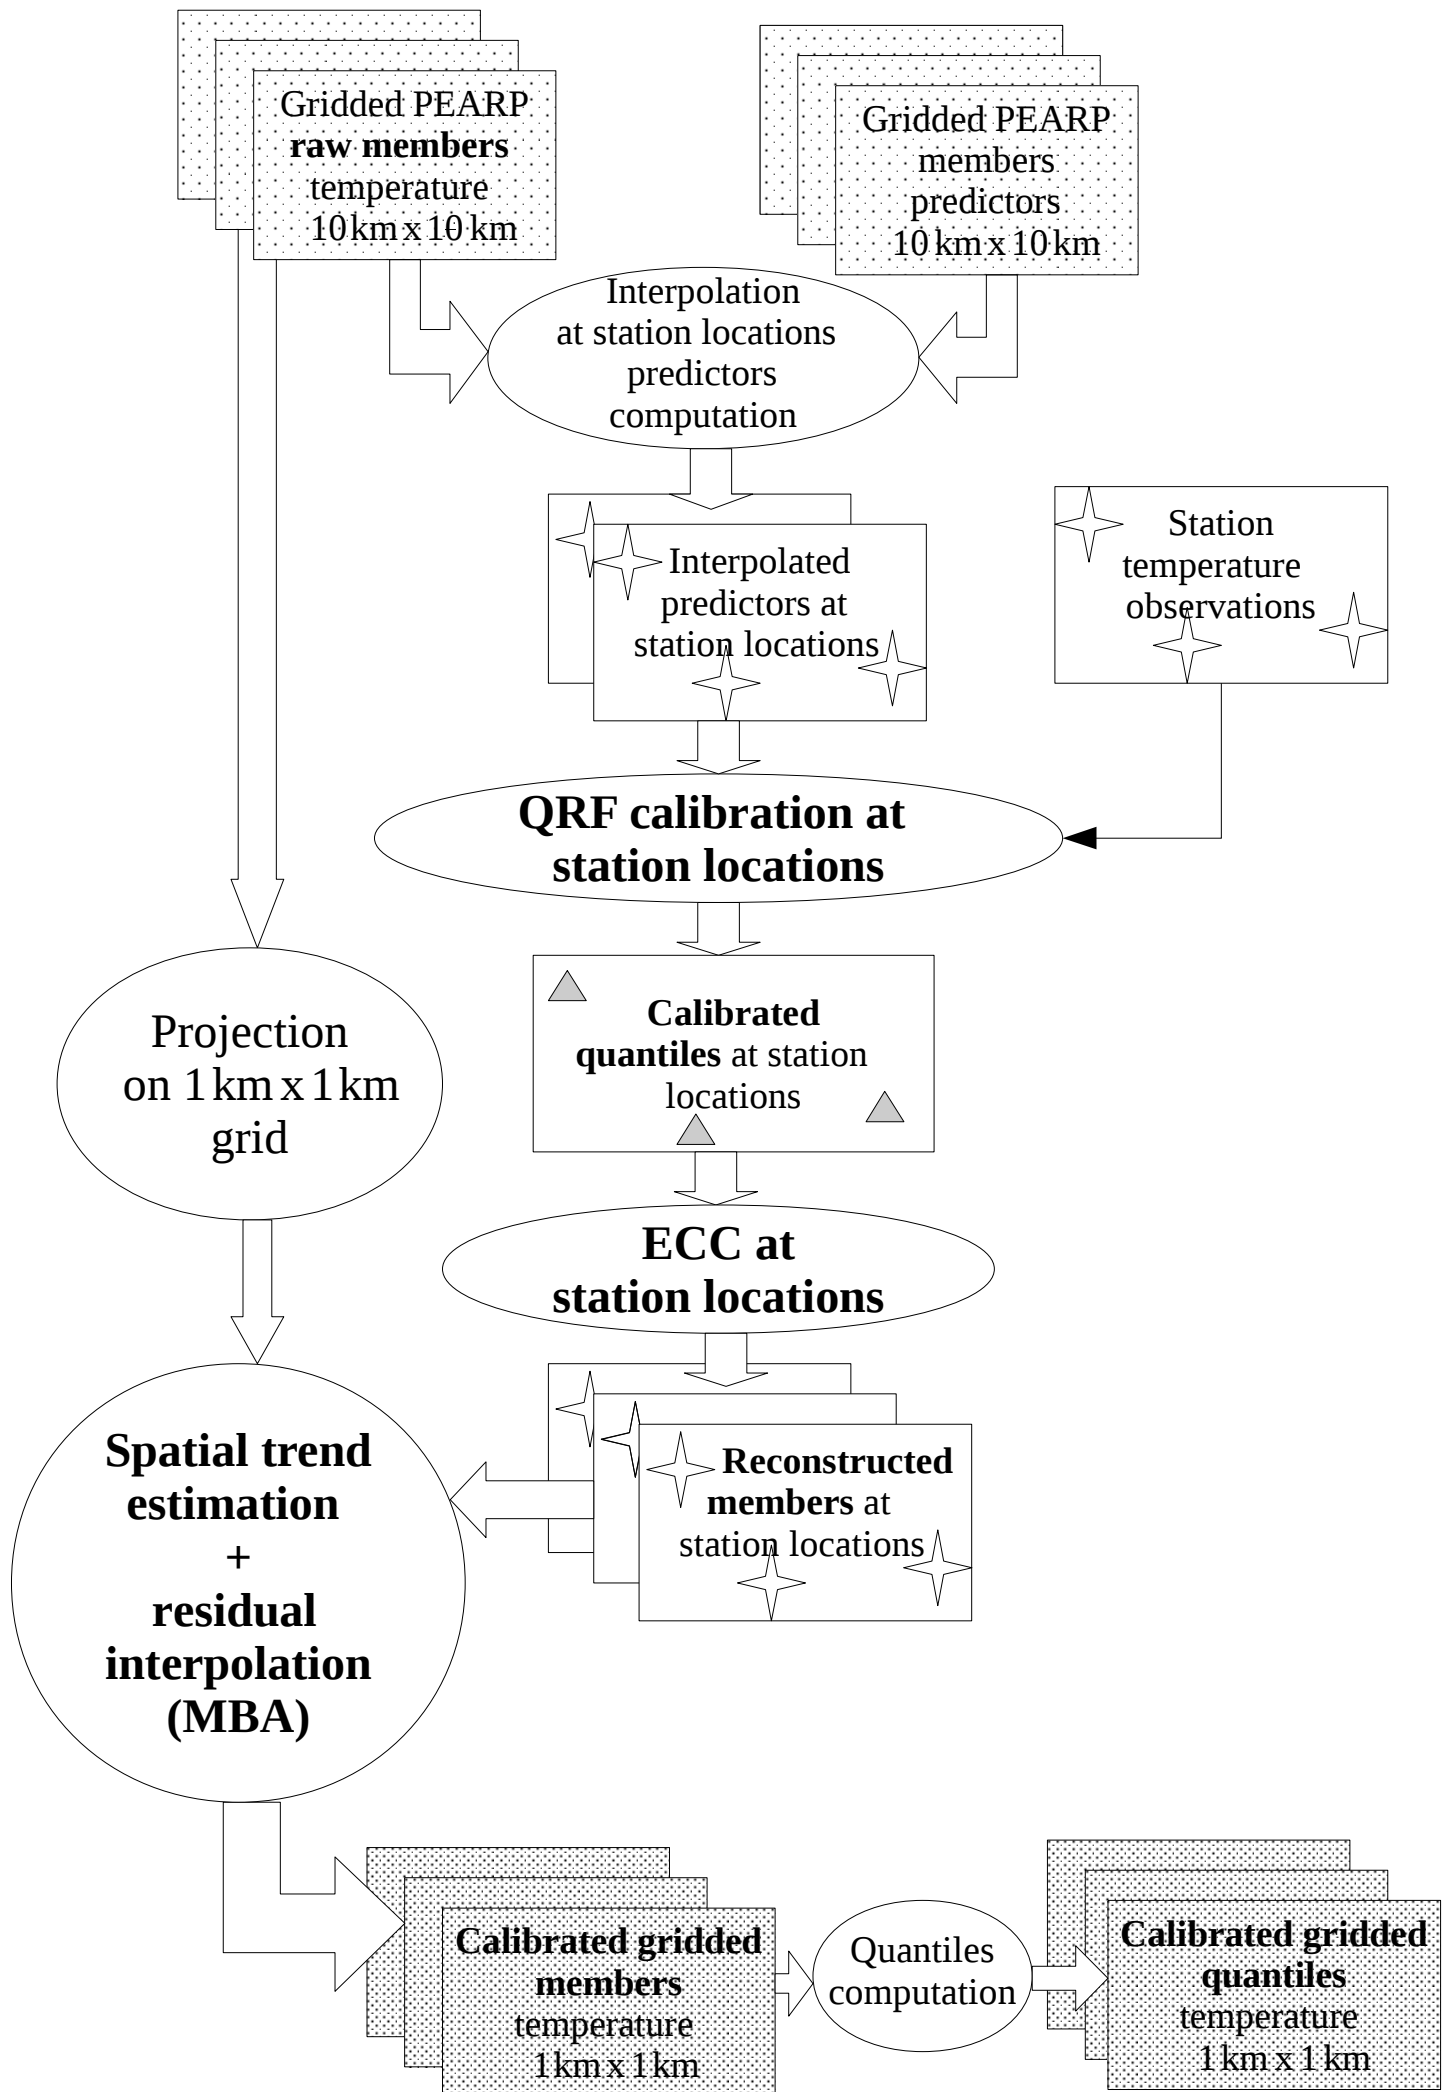 Gridded PEARP
raw members
temperature
10 km x 10 km
Gridded PEARP
members
predictors
10 km x 10 km
Interpolation
at station locations
predictors
computation
Interpolated
predictors at
station locations
Station
temperature
observations
QRF calibration at
station locations
Projection
on 1 km x 1 km
grid
Calibrated
quantiles at station
locations
ECC at
station locations
Spatial trend
estimation
+
residual
interpolation
(MBA)
Reconstructed
members at
station locations
Calibrated gridded
members
temperature
1 km x 1 km
Quantiles
computation
Calibrated gridded
quantiles
temperature
1 km x 1 km